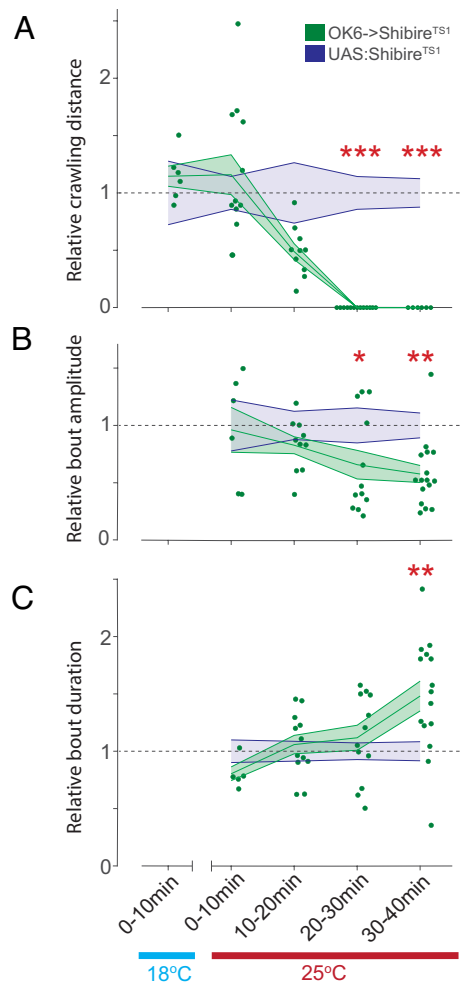 A
OK6->Shibire^TS1
UAS:Shibire^TS1
Relative crawling distance
2
1
0
***
***
B
Relative bout amplitude
1
0
*
**
C
Relative bout duration
2
1
0
**
0-10min
0-10min
10-20min
20-30min
30-40min
18°C
25°C